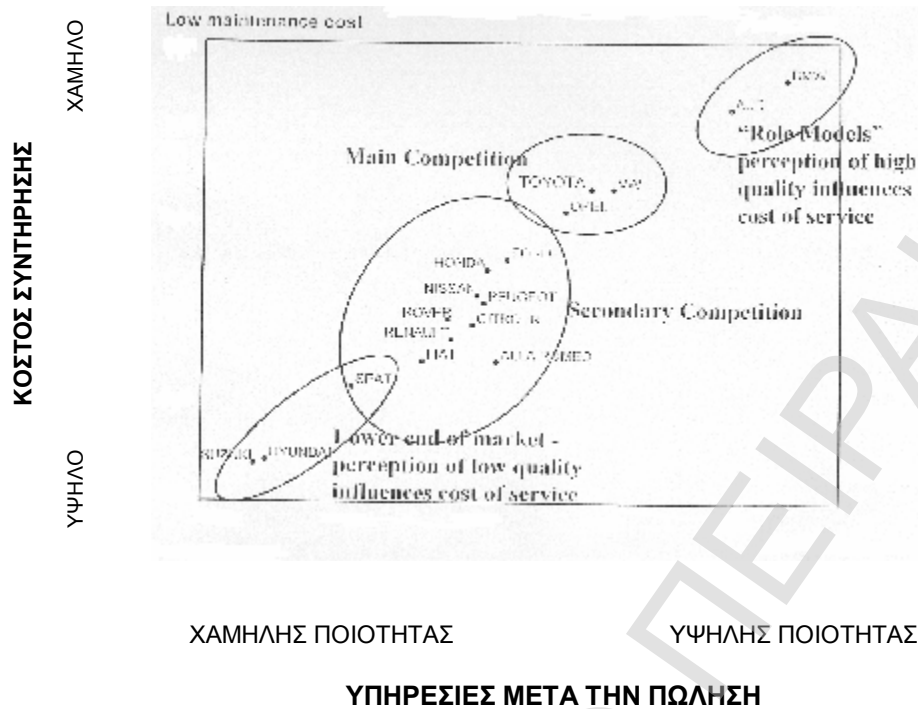 Low maintenance cost
ΧΑΜΗΛΟ
ΚΟΣΤΟΣ ΣΥΝΤΗΡΗΣΗΣ
ΥΨΗΛΟ
"Role Models"
perception of high
quality influences
cost of service
Main Competition
TOYOTA VW
OPEL
HONDA
NISSAN PEUGEOT
ROVER
RENAULT
FIAT ALFA ROMEO
Secondary Competition
SEAT
SUZUKI HYUNDAI
Lower end of market -
perception of low quality
influences cost of service
ΧΑΜΗΛΗΣ ΠΟΙΟΤΗΤΑΣ ΥΨΗΛΗΣ ΠΟΙΟΤΗΤΑΣ
ΥΠΗΡΕΣΙΕΣ ΜΕΤΑ ΤΗΝ ΠΩΛΗΣΗ
ΠΕΙΡΑ